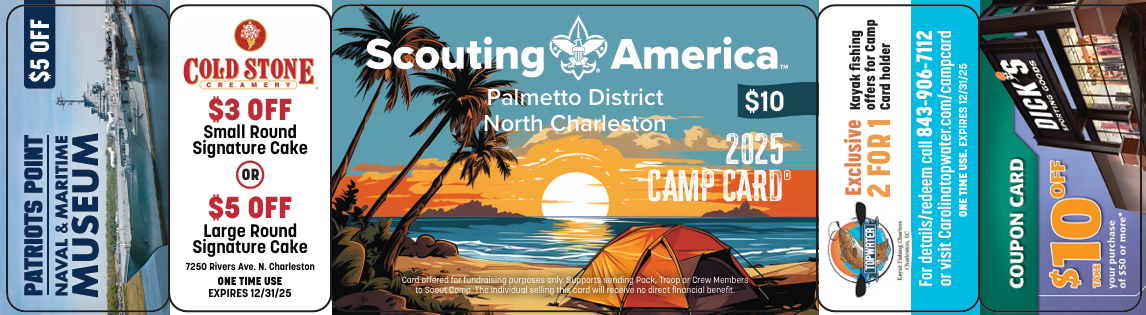 $5 OFF
PATRIOTS POINT
NAVAL & MARITIME
MUSEUM
COLD STONE
CREAMERY
$3 OFF
Small Round
Signature Cake
OR
$5 OFF
Large Round
Signature Cake
7250 Rivers Ave. N. Charleston
ONE TIME USE
EXPIRES 12/31/25
Scouting America™
Palmetto District
North Charleston
$10
2025
CAMP CARD®
Card offered for fundraising purposes only. Supports sending Pack, Troop or Crew Members
to Scout Camp. The individual selling this card will receive no direct financial benefit.
Exclusive
2 FOR 1
Kayak fishing
offers for Camp
Card holder
TOPWATER
Kayak Fishing Charters
Charleston, SC
For details/redeem call 843-906-7112
or visit Carolinatopwater.com/campcard
ONE TIME USE. EXPIRES 12/31/25
DICK'S
SPORTING GOODS
COUPON CARD
TAKE
$10 OFF
your purchase
of $50 or more*